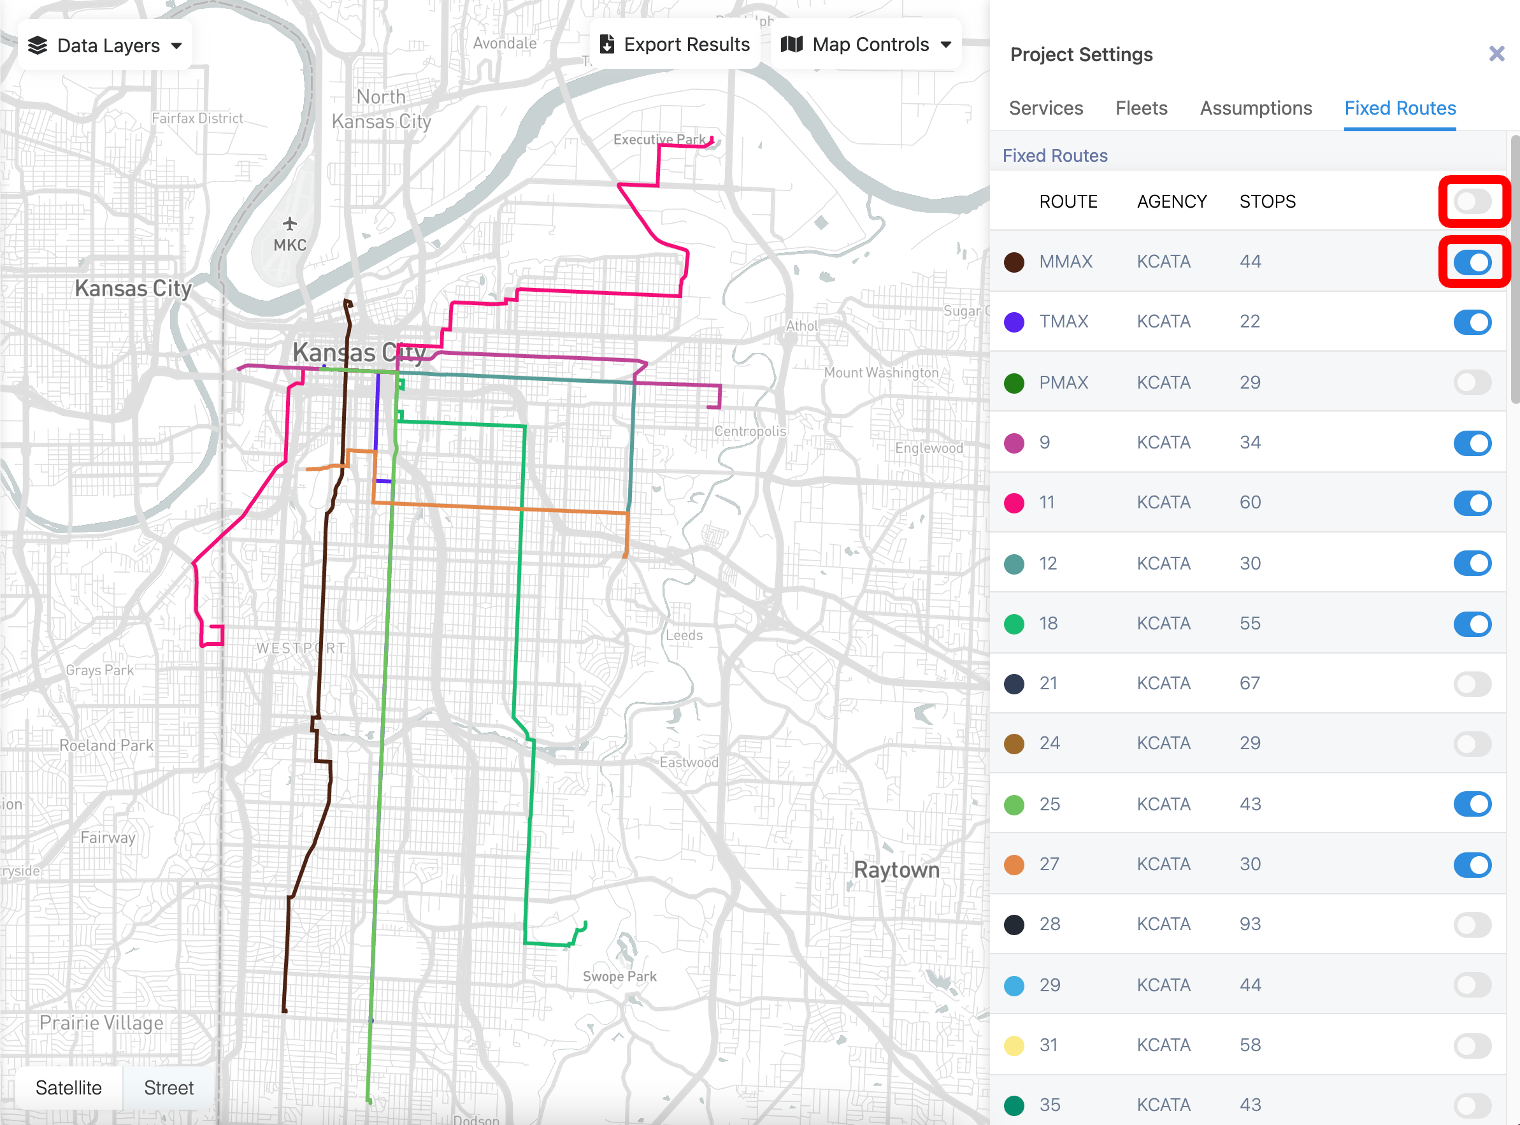 Data Layers
Export Results
Map Controls
Avondale
North
Kansas City
Fairfax District
Executive Park
MKC
Kansas City
Kansas City
Athol
Sugar C
Mount Washington
Centropolis
Englewood
WESTPORT
Leeds
Grays Park
Roeland Park
Eastwood
sion
Fairway
Raytown
ryside
Swope Park
Prairie Village
Dodson
Satellite
Street
Project Settings
Services Fleets Assumptions Fixed Routes
Fixed Routes
ROUTE AGENCY STOPS
MMAX KCATA 44
TMAX KCATA 22
PMAX KCATA 29
9 KCATA 34
11 KCATA 60
12 KCATA 30
18 KCATA 55
21 KCATA 67
24 KCATA 29
25 KCATA 43
27 KCATA 30
28 KCATA 93
29 KCATA 44
31 KCATA 58
35 KCATA 43